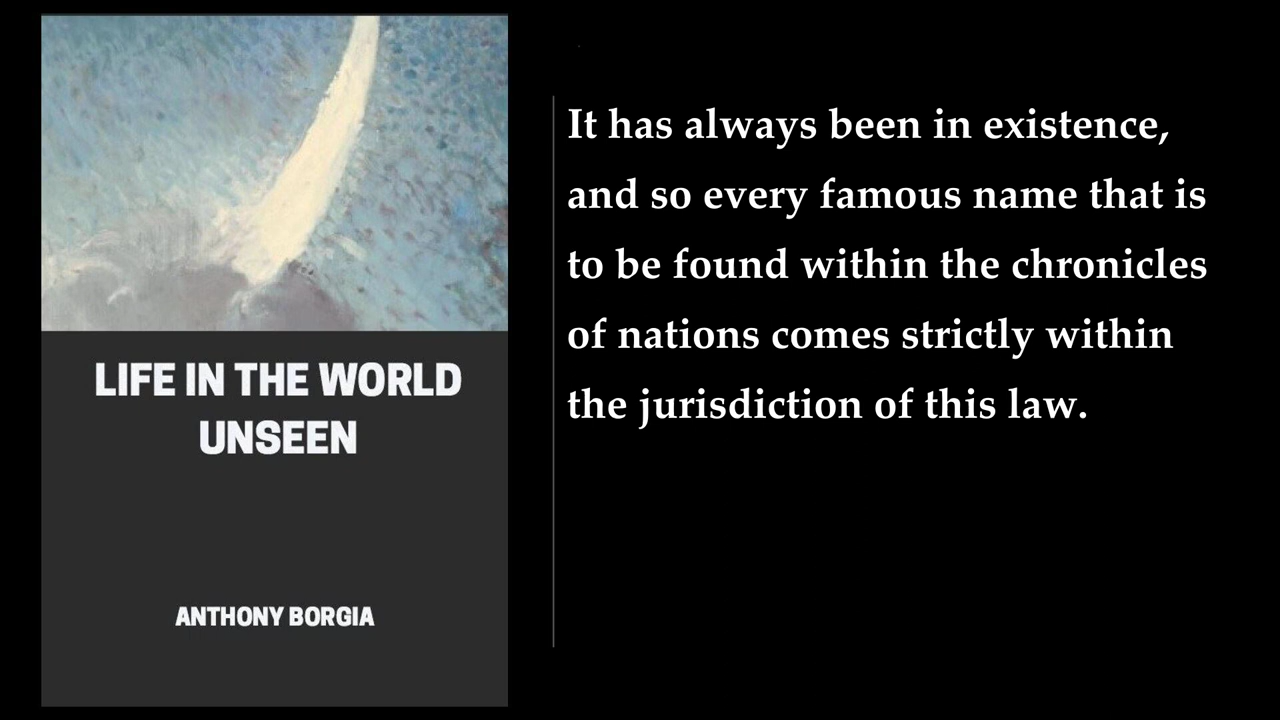 LIFE IN THE WORLD
UNSEEN
ANTHONY BORGIA
It has always been in existence,
and so every famous name that is
to be found within the chronicles
of nations comes strictly within
the jurisdiction of this law.